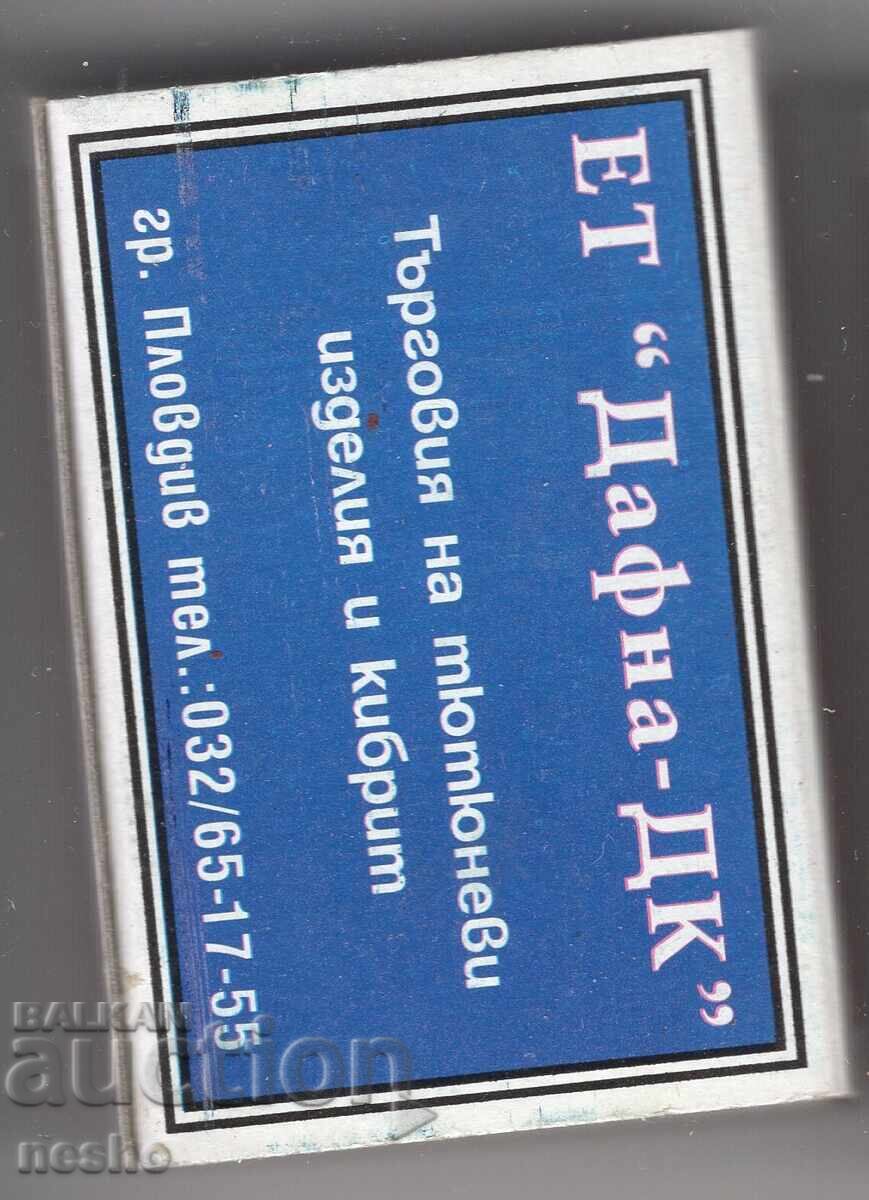 ЕТ “Дафна-ДК”
Търговия на тютюневи
изделия и кибрит
гр. Пловдив тел.:032/65-17-55
BALKAN
auction
nesho